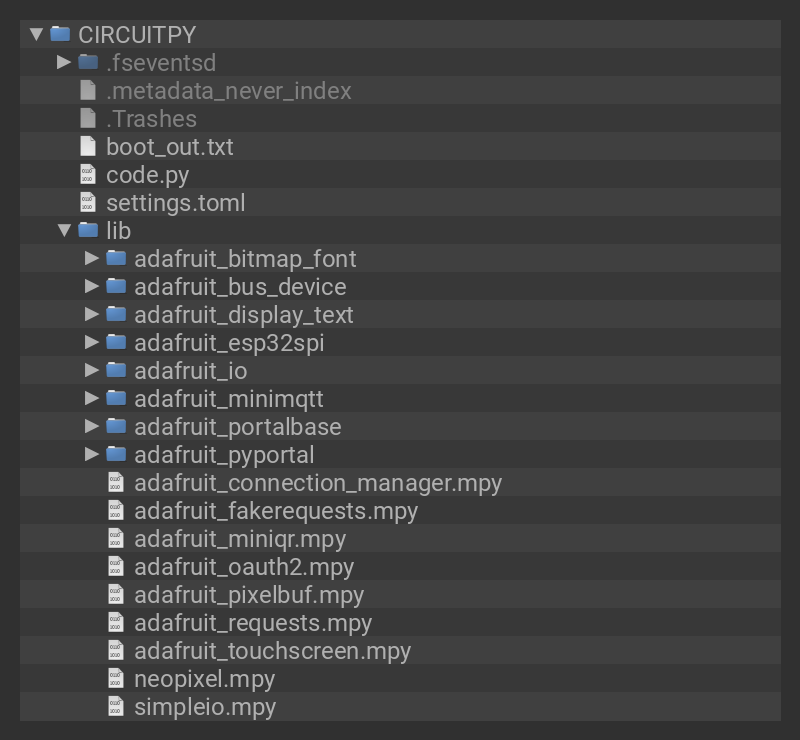 CIRCUITPY
.fseventsd
.metadata_never_index
.Trashes
boot_out.txt
code.py
settings.toml
lib
adafruit_bitmap_font
adafruit_bus_device
adafruit_display_text
adafruit_esp32spi
adafruit_io
adafruit_minimqtt
adafruit_portalbase
adafruit_pyportal
adafruit_connection_manager.mpy
adafruit_fakerequests.mpy
adafruit_miniqr.mpy
adafruit_oauth2.mpy
adafruit_pixelbuf.mpy
adafruit_requests.mpy
adafruit_touchscreen.mpy
neopixel.mpy
simpleio.mpy